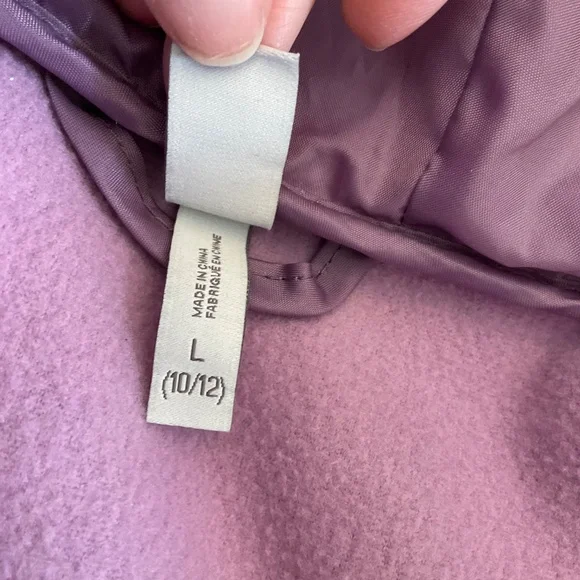 MADE IN CHINA
FABRIQUÉ EN CHINE
L
(10/12)